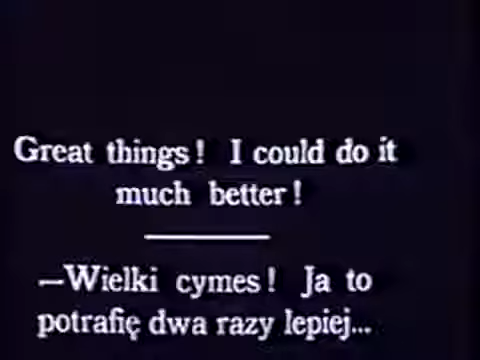 Great things! I could do it
much better!
—Wielki cymes! Ja to
potrafię dwa razy lepiej...